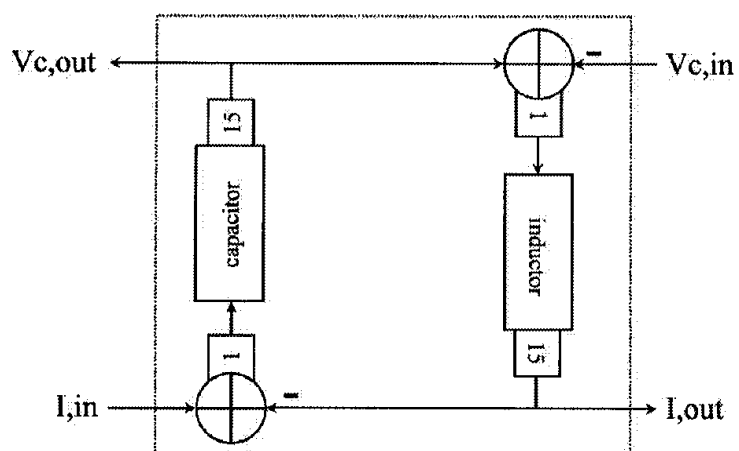 Vc,out
-
Vc,in
15
1
capacitor
inductor
1
15
I,in
-
I,out